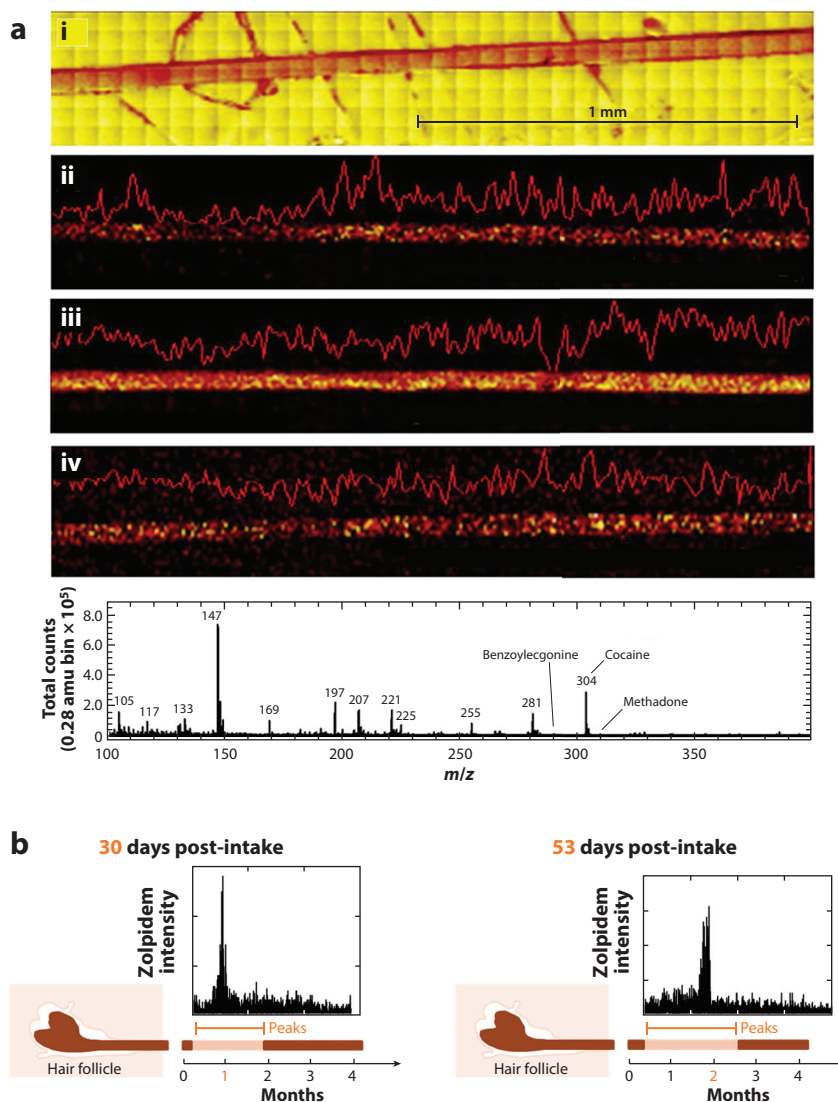 a
i
1 mm
ii
iii
iv
Total counts
(0.28 amu bin × 10⁵)
8.0
6.0
4.0
2.0
0
147
105
117
133
169
197
207
221
225
255
281
Benzoylecgonine
Cocaine
304
Methadone
100
150
200
250
300
350
m/z
b
30 days post-intake
Zolpidem
intensity
Peaks
Hair follicle
0
1
2
3
4
Months
53 days post-intake
Zolpidem
intensity
Peaks
Hair follicle
0
1
2
3
4
Months